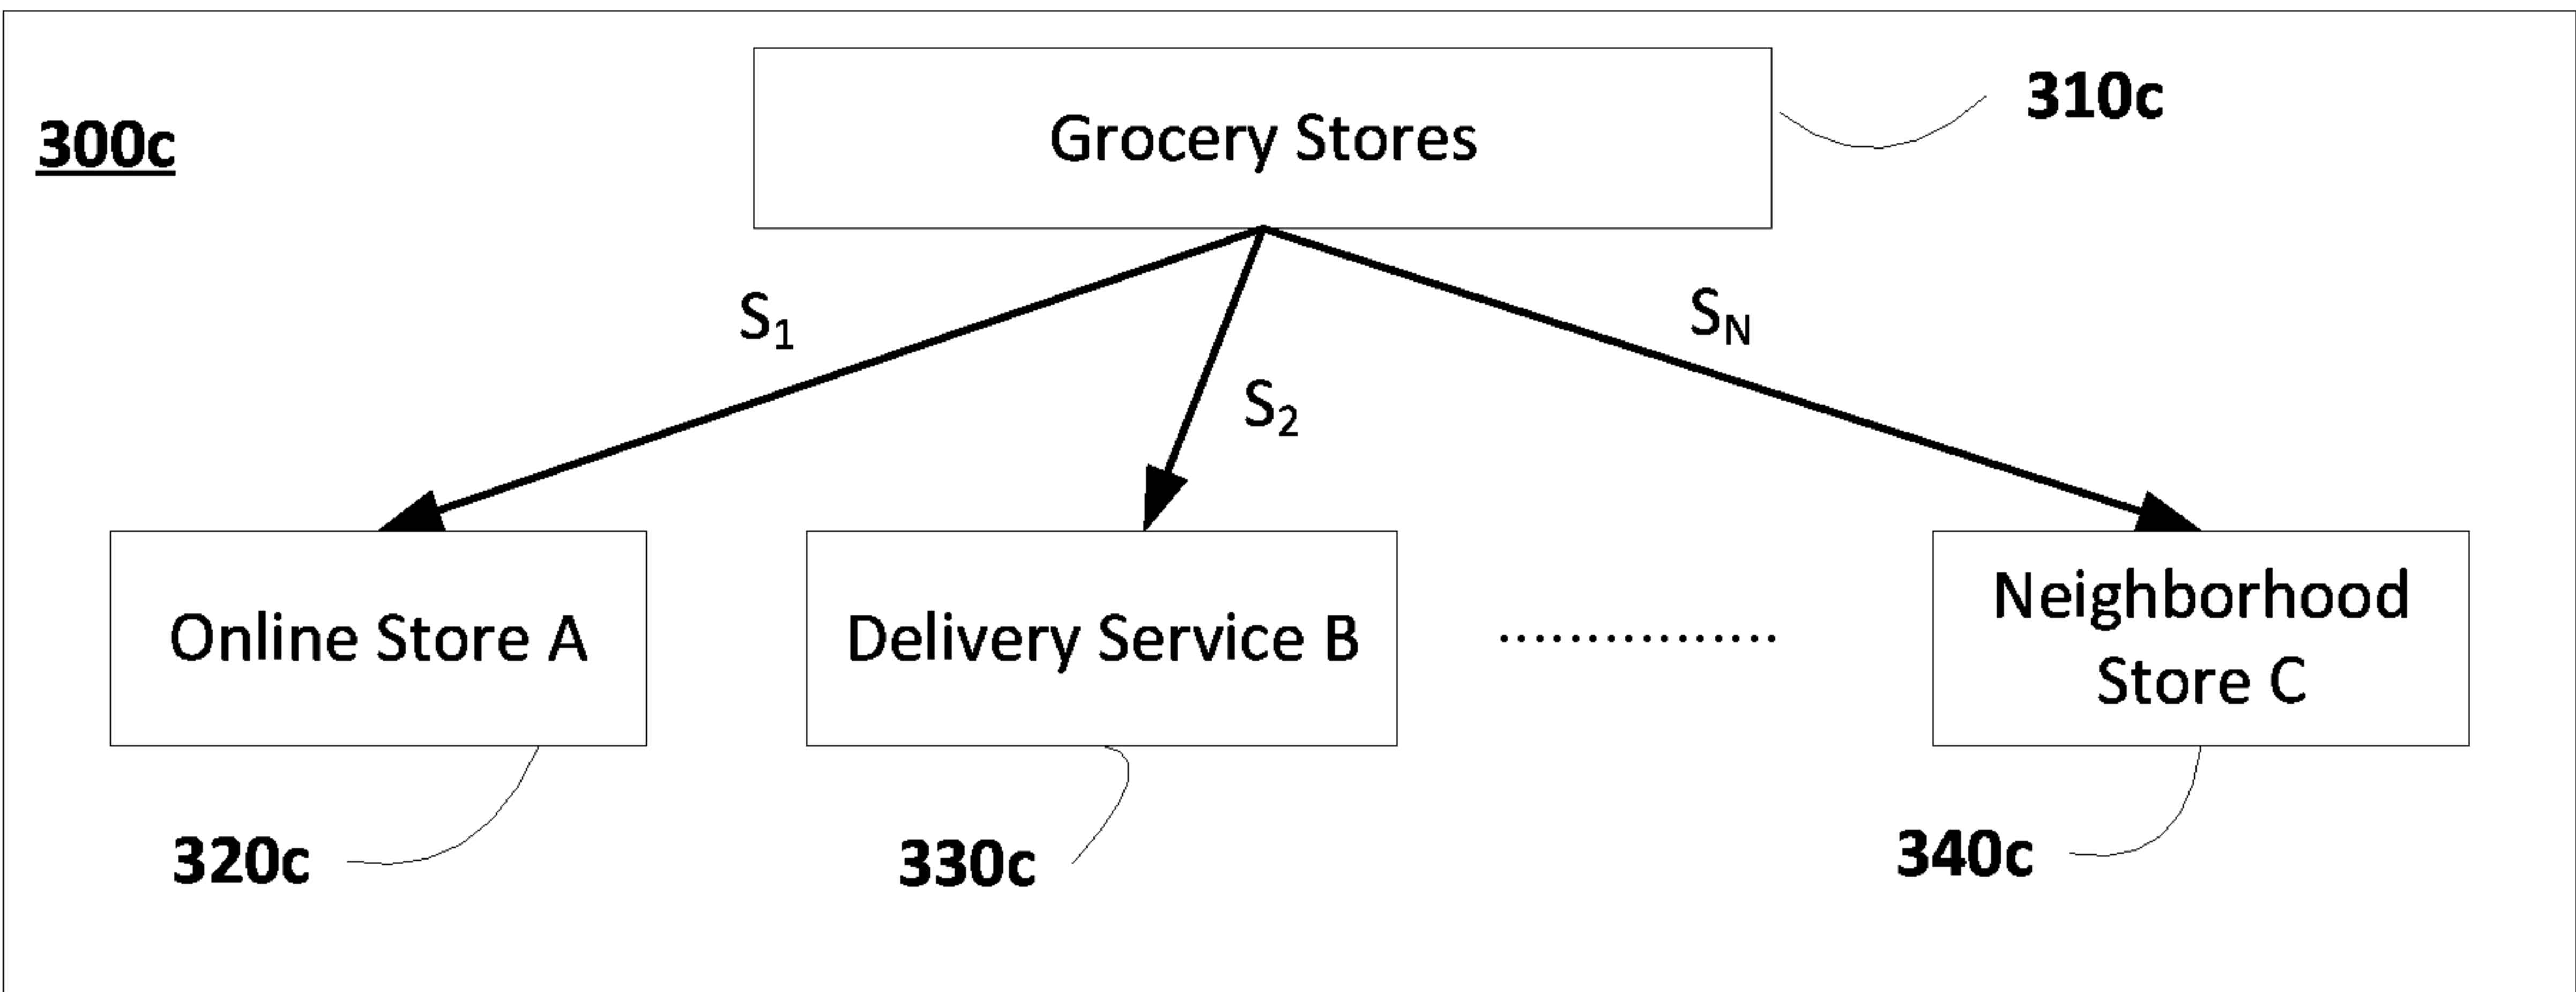 300c
Grocery Stores
310c
S1
S2
SN
Online Store A
Delivery Service B
...............
Neighborhood
Store C
320c
330c
340c